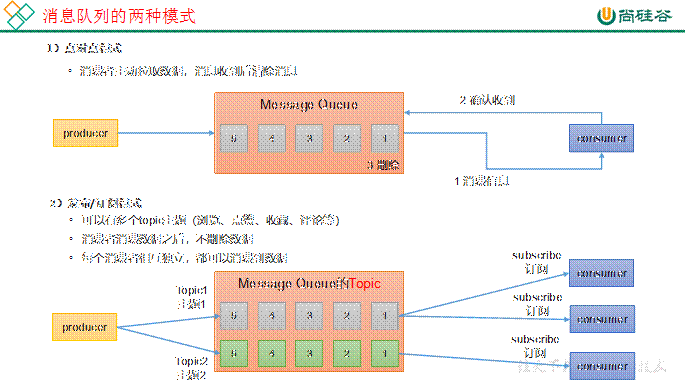 消息队列的两种模式
尚硅谷
1）点对点模式
• 消费者主动拉取数据，消息收到后清除消息
Message Queue
2 确认收到
producer
5 4 3 2 1
consumer
3 删除
1 消费信息
2）发布/订阅模式
• 可以有多个topic主题（浏览、点赞、收藏、评论等）
• 消费者消费数据之后，不删除数据
• 每个消费者相互独立，都可以消费到数据
Message Queue的Topic
subscribe
订阅
consumer
Topic1
主题1
5 4 3 2 1
subscribe
订阅
consumer
producer
5 4 3 2 1
Topic2
主题2
subscribe
订阅
consumer